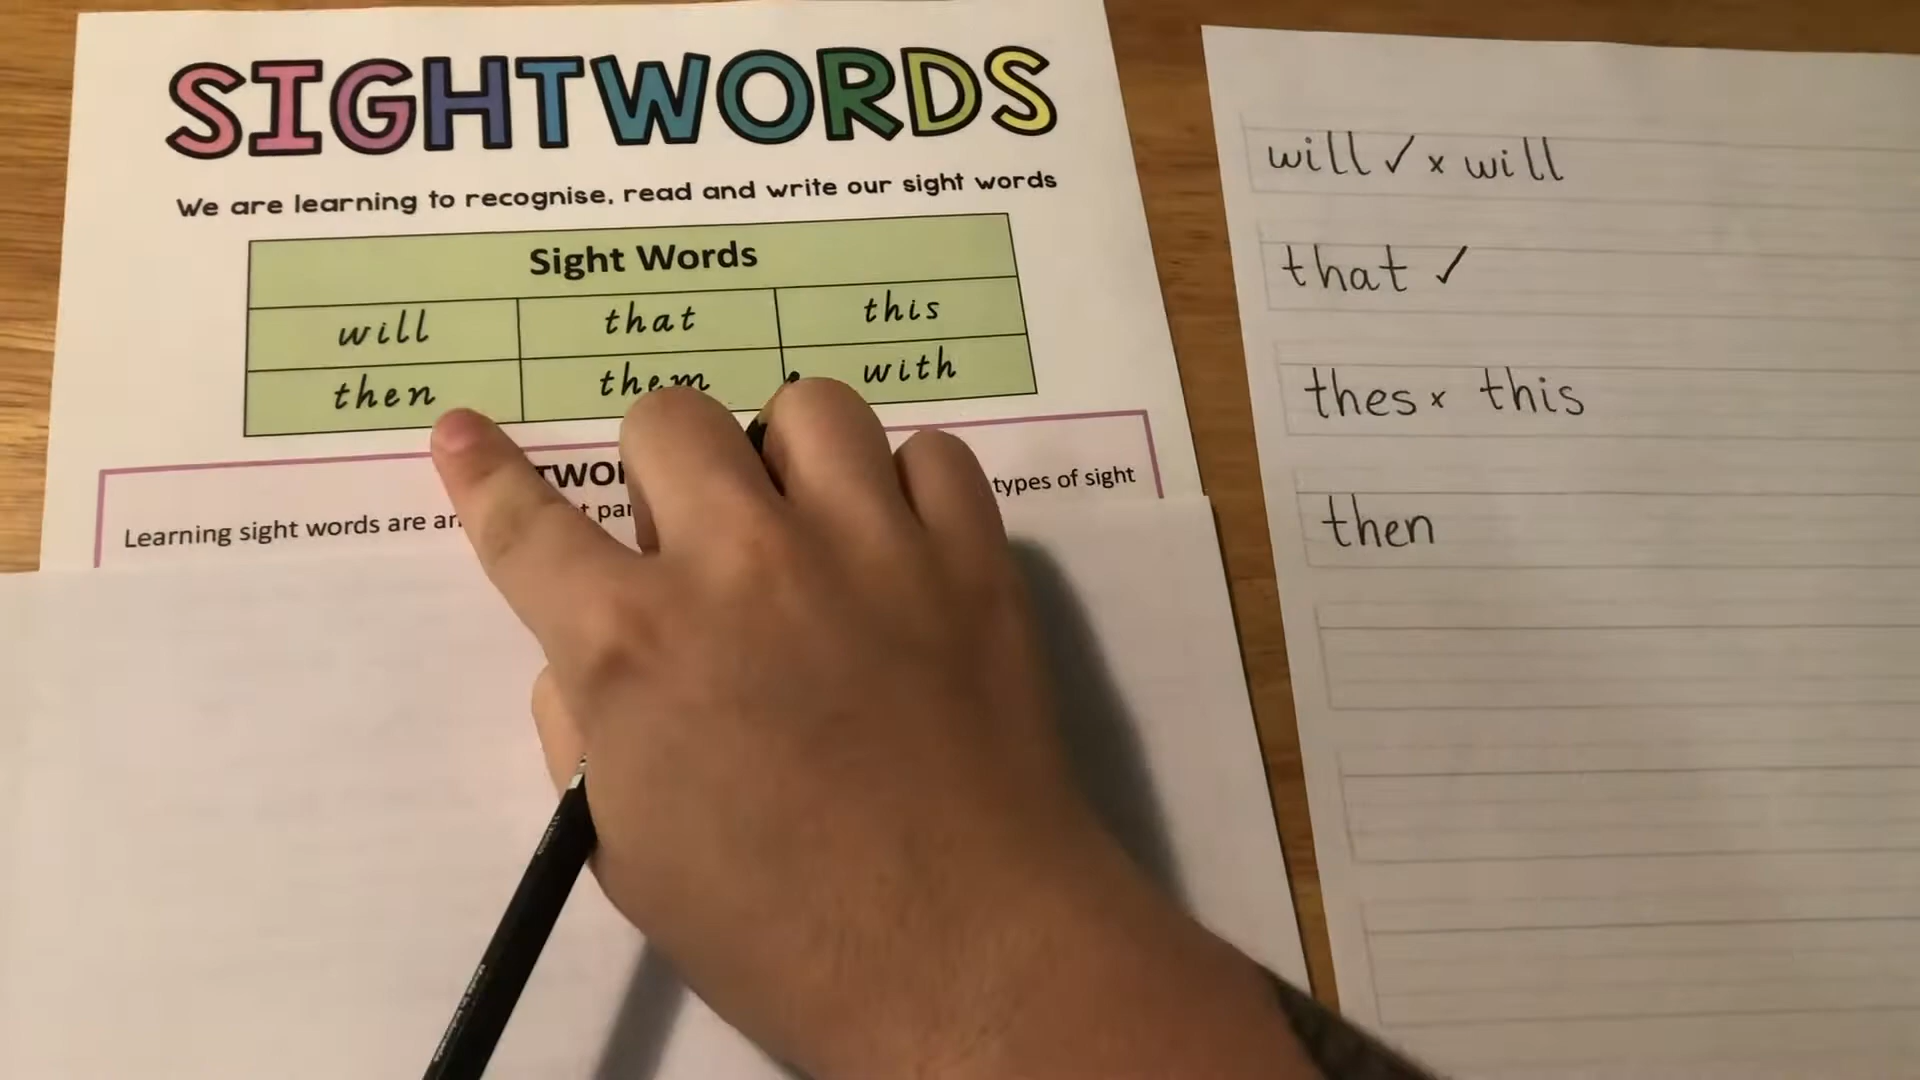 SIGHTWORDS
We are learning to recognise, read and write our sight words
Sight Words
will that this
then them with
Learning sight words are types of sight
will ✓ x will
that ✓
thes x this
then